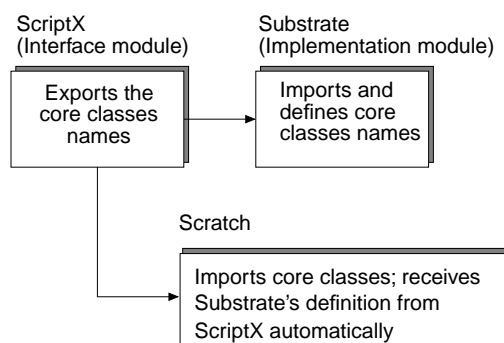 ScriptX
(Interface module)
Substrate
(Implementation module)
Exports the
core classes
names
Imports and
defines core
classes names
Scratch
Imports core classes; receives
Substrate's definition from
ScriptX automatically